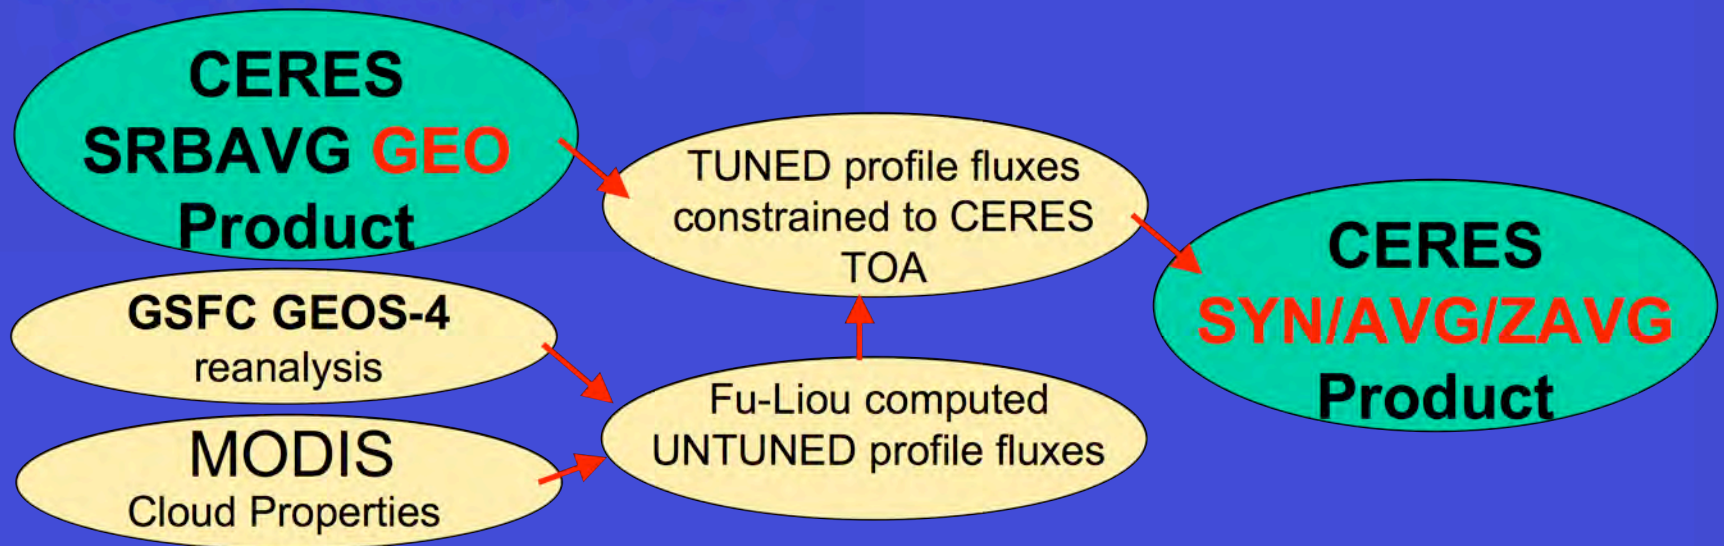 CERES
SRBAVG GEO
Product
GSFC GEOS-4
reanalysis
MODIS
Cloud Properties
TUNED profile fluxes
constrained to CERES
TOA
Fu-Liou computed
UNTUNED profile fluxes
CERES
SYN/AVG/ZAVG
Product